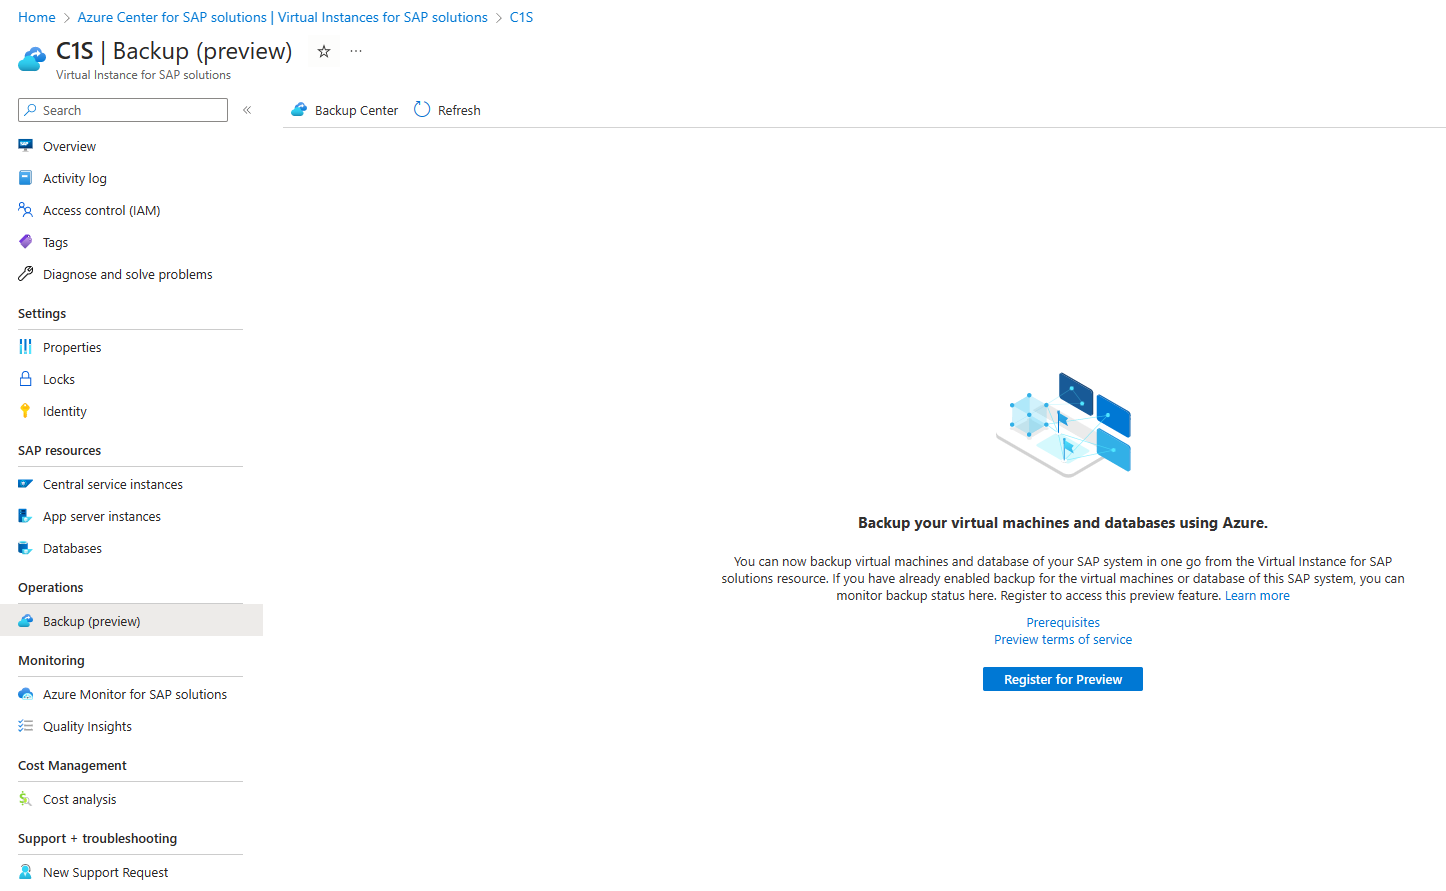 Home > Azure Center for SAP solutions | Virtual Instances for SAP solutions > C1S
C1S | Backup (preview)
Virtual Instance for SAP solutions
Search
Backup Center
Refresh
Overview
Activity log
Access control (IAM)
Tags
Diagnose and solve problems
Settings
Properties
Locks
Identity
SAP resources
Central service instances
App server instances
Databases
Operations
Backup (preview)
Monitoring
Azure Monitor for SAP solutions
Quality Insights
Cost Management
Cost analysis
Support + troubleshooting
New Support Request
Backup your virtual machines and databases using Azure.
You can now backup virtual machines and database of your SAP system in one go from the Virtual Instance for SAP
solutions resource. If you have already enabled backup for the virtual machines or database of this SAP system, you can
monitor backup status here. Register to access this preview feature. Learn more
Prerequisites
Preview terms of service
Register for Preview